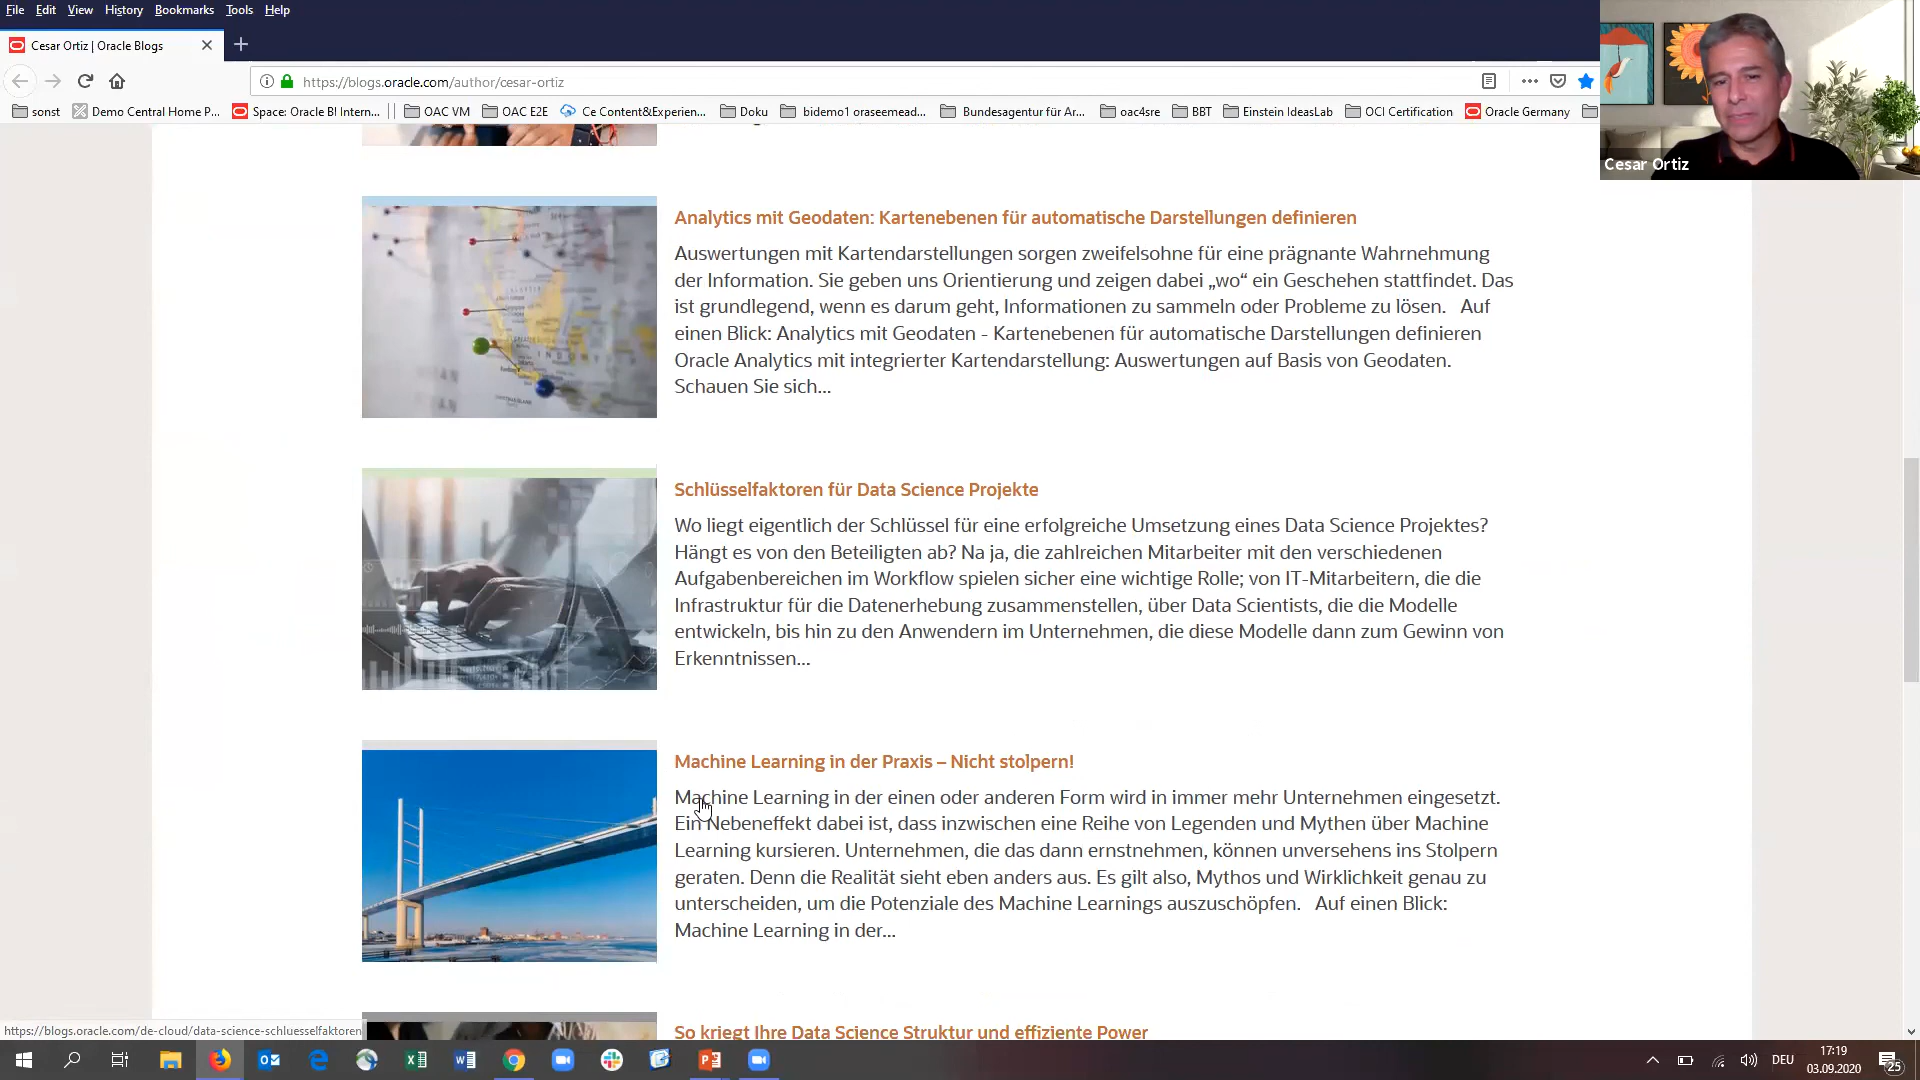 File Edit View History Bookmarks Tools Help
Cesar Ortiz | Oracle Blogs
https://blogs.oracle.com/author/cesar-ortiz
sonst Demo Central Home P... Space: Oracle BI Intern... OAC VM OAC E2E Ce Content&Experien... Doku bidemo1 oraseemead... Bundesagentur für Ar... oac4sre BBT Einstein IdeasLab OCI Certification Oracle Germany
Cesar Ortiz
Analytics mit Geodaten: Kartenebenen für automatische Darstellungen definieren
Auswertungen mit Kartendarstellungen sorgen zweifelsohne für eine prägnante Wahrnehmung
der Information. Sie geben uns Orientierung und zeigen dabei „wo“ ein Geschehen stattfindet. Das
ist grundlegend, wenn es darum geht, Informationen zu sammeln oder Probleme zu lösen. Auf
einen Blick: Analytics mit Geodaten - Kartenebenen für automatische Darstellungen definieren
Oracle Analytics mit integrierter Kartendarstellung: Auswertungen auf Basis von Geodaten.
Schauen Sie sich...
Schlüsselfaktoren für Data Science Projekte
Wo liegt eigentlich der Schlüssel für eine erfolgreiche Umsetzung eines Data Science Projektes?
Hängt es von den Beteiligten ab? Na ja, die zahlreichen Mitarbeiter mit den verschiedenen
Aufgabenbereichen im Workflow spielen sicher eine wichtige Rolle; von IT-Mitarbeitern, die die
Infrastruktur für die Datenerhebung zusammenstellen, über Data Scientists, die die Modelle
entwickeln, bis hin zu den Anwendern im Unternehmen, die diese Modelle dann zum Gewinn von
Erkenntnissen...
Machine Learning in der Praxis – Nicht stolpern!
Machine Learning in der einen oder anderen Form wird in immer mehr Unternehmen eingesetzt.
Ein Nebeneffekt dabei ist, dass inzwischen eine Reihe von Legenden und Mythen über Machine
Learning kursieren. Unternehmen, die das dann ernstnehmen, können unversehens ins Stolpern
geraten. Denn die Realität sieht eben anders aus. Es gilt also, Mythos und Wirklichkeit genau zu
unterscheiden, um die Potenziale des Machine Learnings auszuschöpfen. Auf einen Blick:
Machine Learning in der...
https://blogs.oracle.com/de-cloud/data-science-schluesselfaktoren
So kriegt Ihre Data Science Struktur und effiziente Power
DEU
17:19
03.09.2020
25